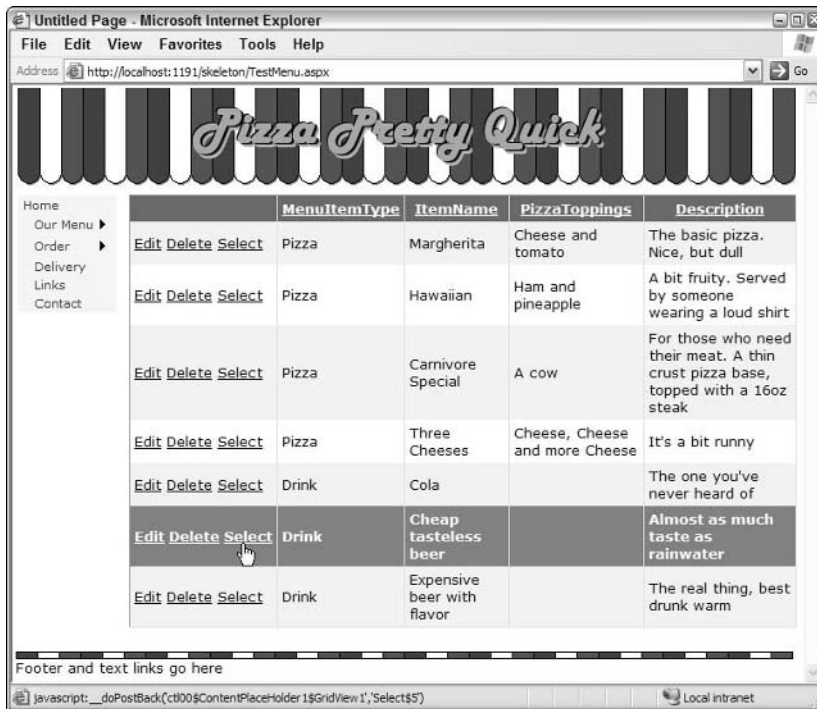 Untitled Page - Microsoft Internet Explorer
File Edit View Favorites Tools Help
Address http://localhost:1191/skeleton/TestMenu.aspx Go
Pizza Pretty Quick
Home
Our Menu
Order
Delivery
Links
Contact
MenuItemType ItemName PizzaToppings Description
Edit Delete Select Pizza Margherita Cheese and
tomato The basic pizza.
Nice, but dull
Edit Delete Select Pizza Hawaiian Ham and
pineapple A bit fruity. Served
by someone
wearing a loud shirt
Edit Delete Select Pizza Carnivore
Special A cow For those who need
their meat. A thin
crust pizza base,
topped with a 16oz
steak
Edit Delete Select Pizza Three
Cheeses Cheese, Cheese
and more Cheese It's a bit runny
Edit Delete Select Drink Cola The one you've
never heard of
Edit Delete Select Drink Cheap
tasteless
beer Almost as much
taste as
rainwater
Edit Delete Select Drink Expensive
beer with
flavor The real thing, best
drunk warm
Footer and text links go here
javascript:__doPostBack('ctl00$ContentPlaceHolder1$GridView1','Select$5') Local intranet